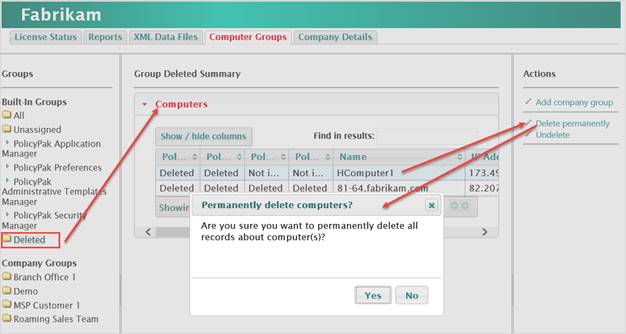 Fabrikam
License Status Reports XML Data Files Computer Groups Company Details
Groups
Built-In Groups
All
Unassigned
PolicyPak Application
Manager
PolicyPak Preferences
PolicyPak
Administrative Templates
Manager
PolicyPak Security
Manager
Deleted
Company Groups
Branch Office 1
Demo
MSP Customer 1
Roaming Sales Team
Group Deleted Summary
Computers
Show / hide columns Find in results:
Pol... Pol... Pol... Pol... Name IP Add
Deleted Deleted Not i... Not i... HComputer1 173.49
Deleted Deleted Deleted Deleted 81-64.fabrikam.com 82.207
Showin
Permanently delete computers?
Are you sure you want to permanently delete all
records about computer(s)?
Yes No
Actions
Add company group
Delete permanently
Undelete